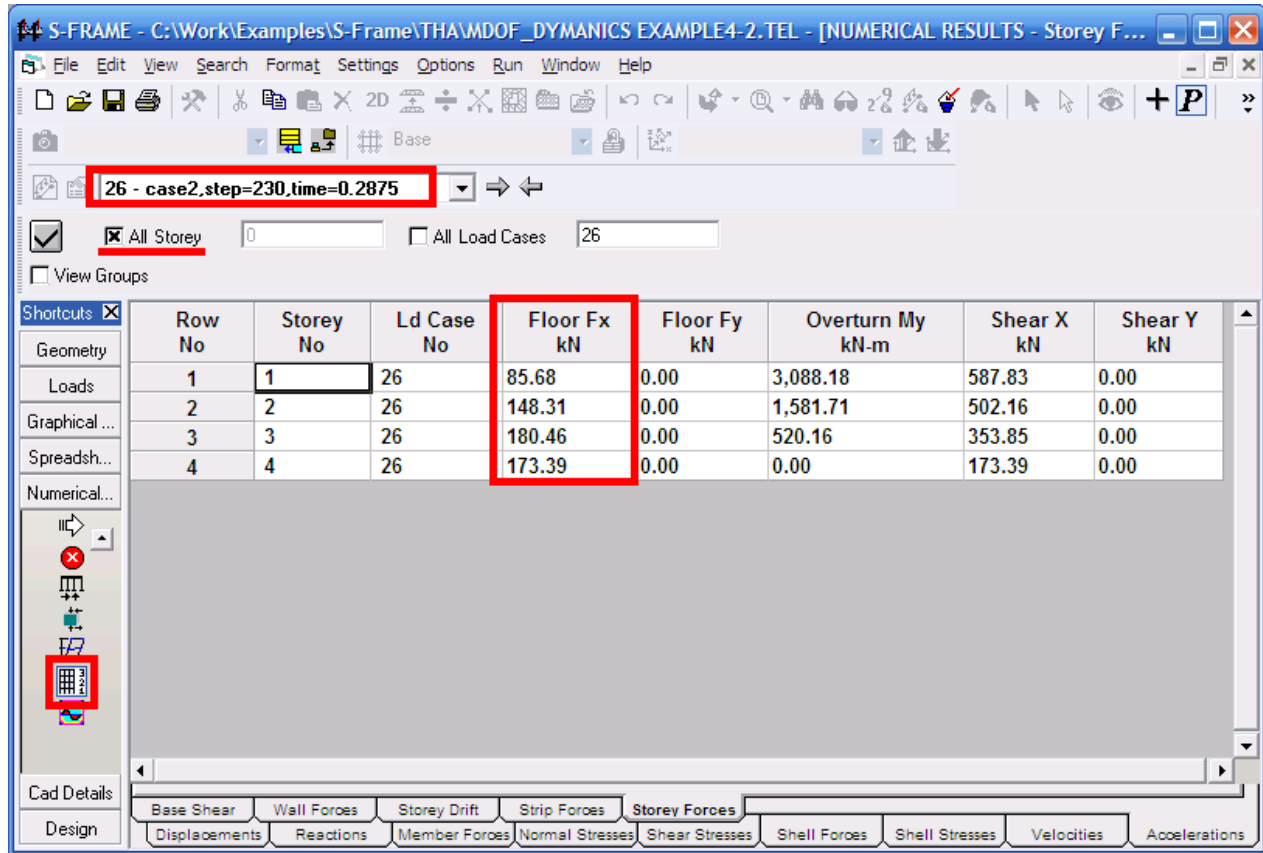 S-FRAME - C:\Work\Examples\S-Frame\THA\MDOF_DYMANICS EXAMPLE4-2.TEL - [NUMERICAL RESULTS - Storey F...
File Edit View Search Format Settings Options Run Window Help
2D P »
Base
26 - case2,step=230,time=0.2875
All Storey 0 All Load Cases 26
View Groups
Shortcuts
Geometry
Loads
Graphical ...
Spreadsh...
Numerical...
Cad Details
Design
Row No Storey No Ld Case No Floor Fx kN Floor Fy kN Overturn My kN-m Shear X kN Shear Y kN
1 1 26 85.68 0.00 3,088.18 587.83 0.00
2 2 26 148.31 0.00 1,581.71 502.16 0.00
3 3 26 180.46 0.00 520.16 353.85 0.00
4 4 26 173.39 0.00 0.00 173.39 0.00
Base Shear Wall Forces Storey Drift Strip Forces Storey Forces
Displacements Reactions Member Forces Normal Stresses Shear Stresses Shell Forces Shell Stresses Velocities Accelerations